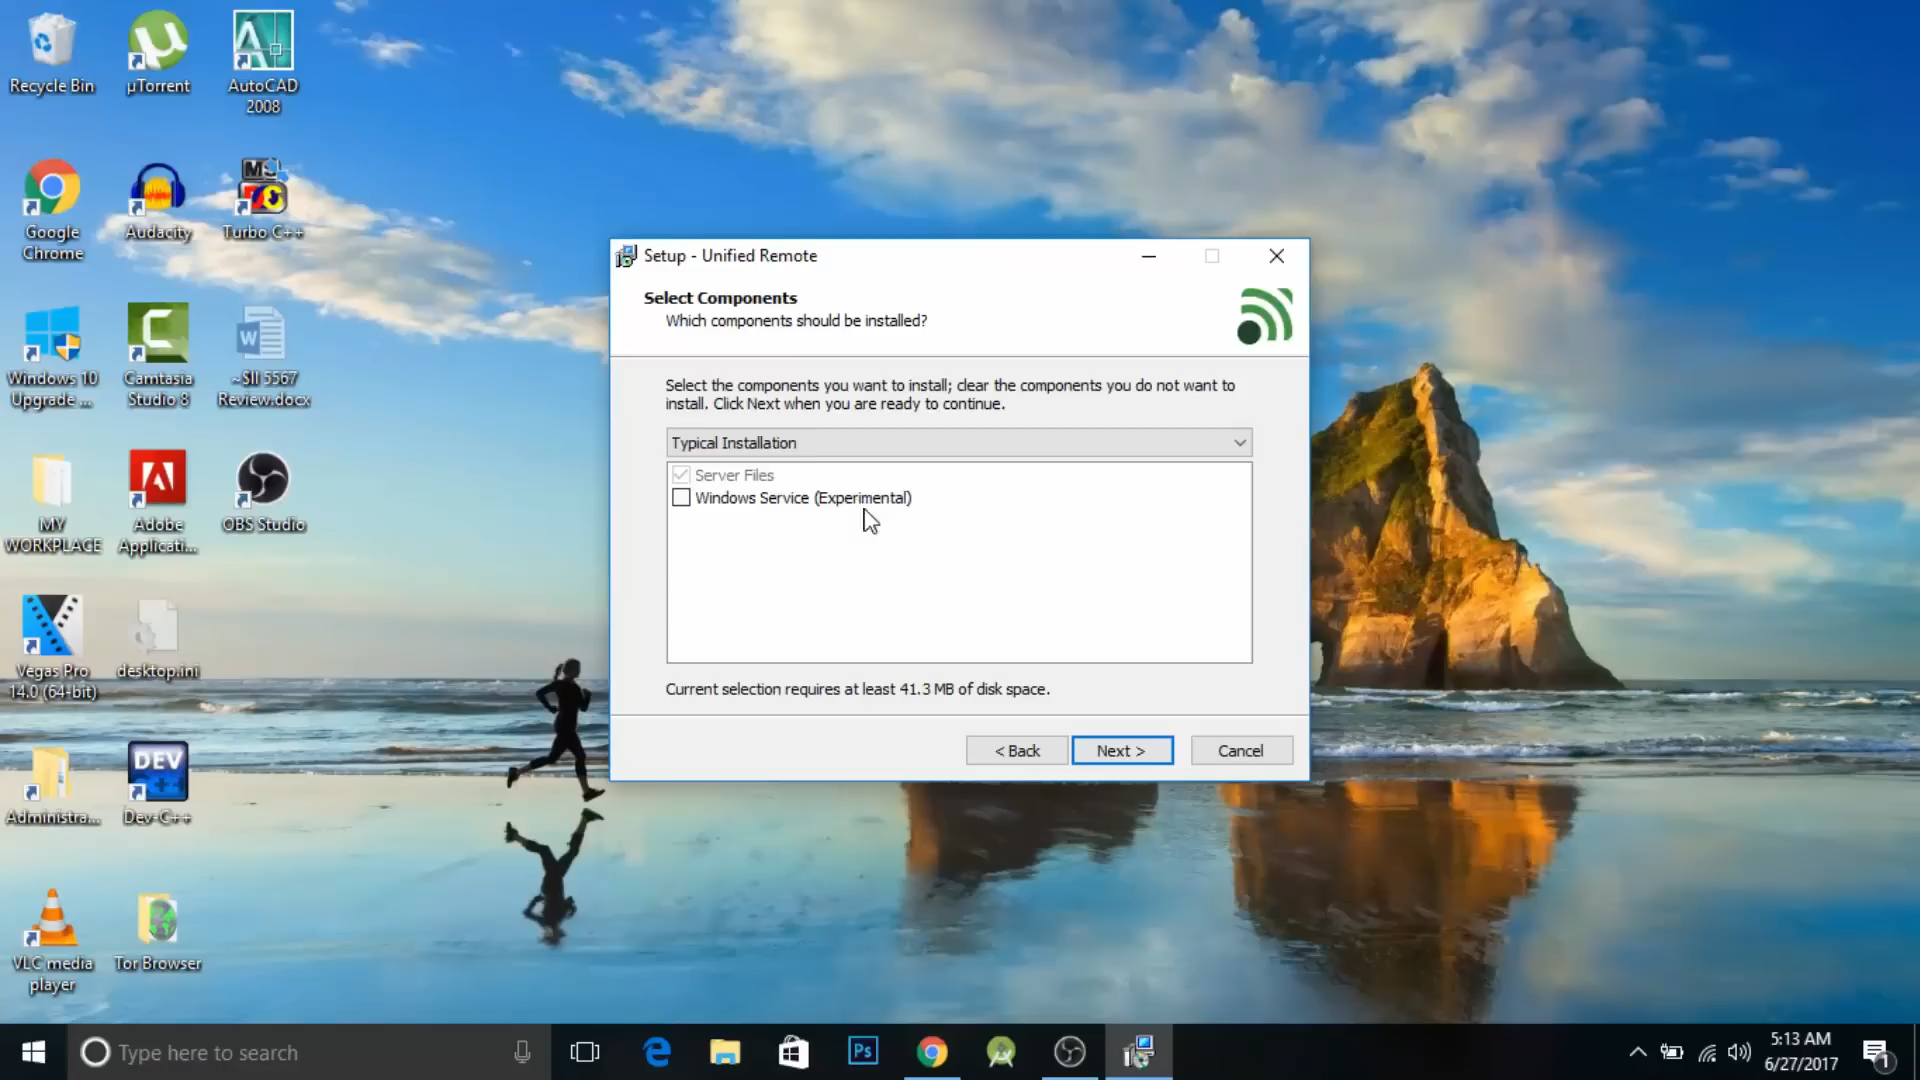 Recycle Bin
µTorrent
AutoCAD
2008
Google
Chrome
Audacity
Turbo C++
Windows 10
Upgrade ...
Camtasia
Studio 8
~$II 5567
Review.docx
MY
WORKPLACE
Adobe
Applicati...
OBS Studio
Vegas Pro
14.0 (64-bit)
desktop.ini
Administra...
DEV
Dev-C++
VLC media
player
Tor Browser
Setup - Unified Remote
Select Components
Which components should be installed?
Select the components you want to install; clear the components you do not want to
install. Click Next when you are ready to continue.
Typical Installation
Server Files
Windows Service (Experimental)
Current selection requires at least 41.3 MB of disk space.
< Back
Next >
Cancel
Type here to search
Ps
5:13 AM
6/27/2017
1